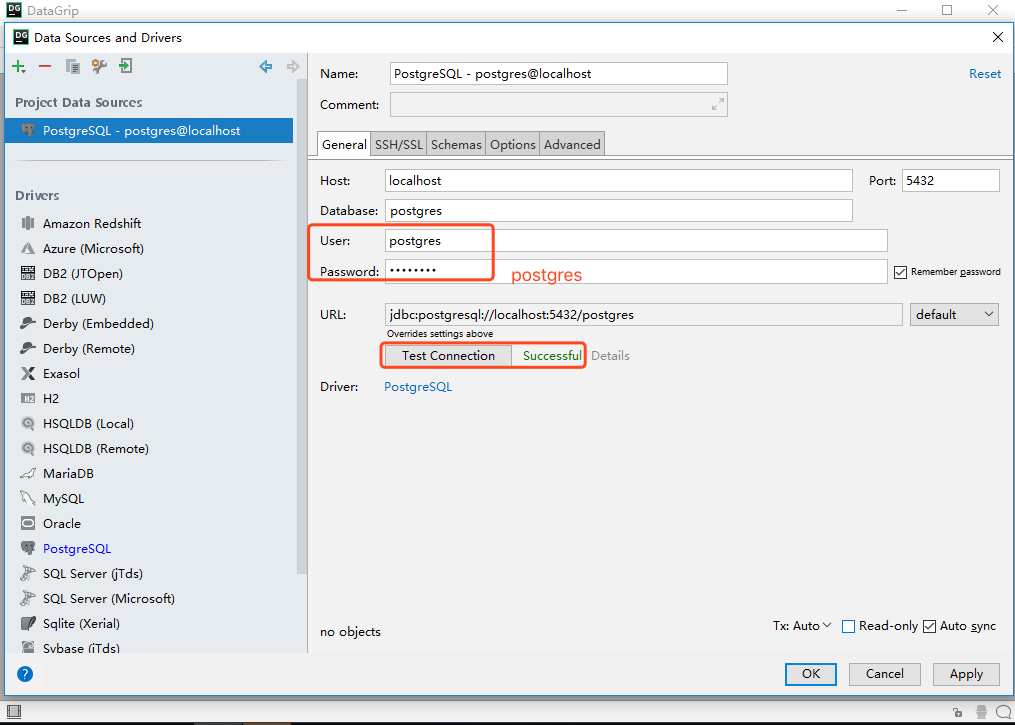 DG DataGrip
DG Data Sources and Drivers
Project Data Sources
PostgreSQL - postgres@localhost
Drivers
Amazon Redshift
Azure (Microsoft)
DB2 (JTOpen)
DB2 (LUW)
Derby (Embedded)
Derby (Remote)
Exasol
H2 H2
HSQLDB (Local)
HSQLDB (Remote)
MariaDB
MySQL
Oracle
PostgreSQL
SQL Server (jTds)
SQL Server (Microsoft)
Sqlite (Xerial)
Sybase (jTds)
Name: PostgreSQL - postgres@localhost Reset
Comment:
General SSH/SSL Schemas Options Advanced
Host: localhost Port: 5432
Database: postgres
User: postgres
Password: •••••••• Remember password
postgres
URL: jdbc:postgresql://localhost:5432/postgres default
Overrides settings above
Test Connection Successful Details
Driver: PostgreSQL
no objects Tx: Auto Read-only Auto sync
? OK Cancel Apply